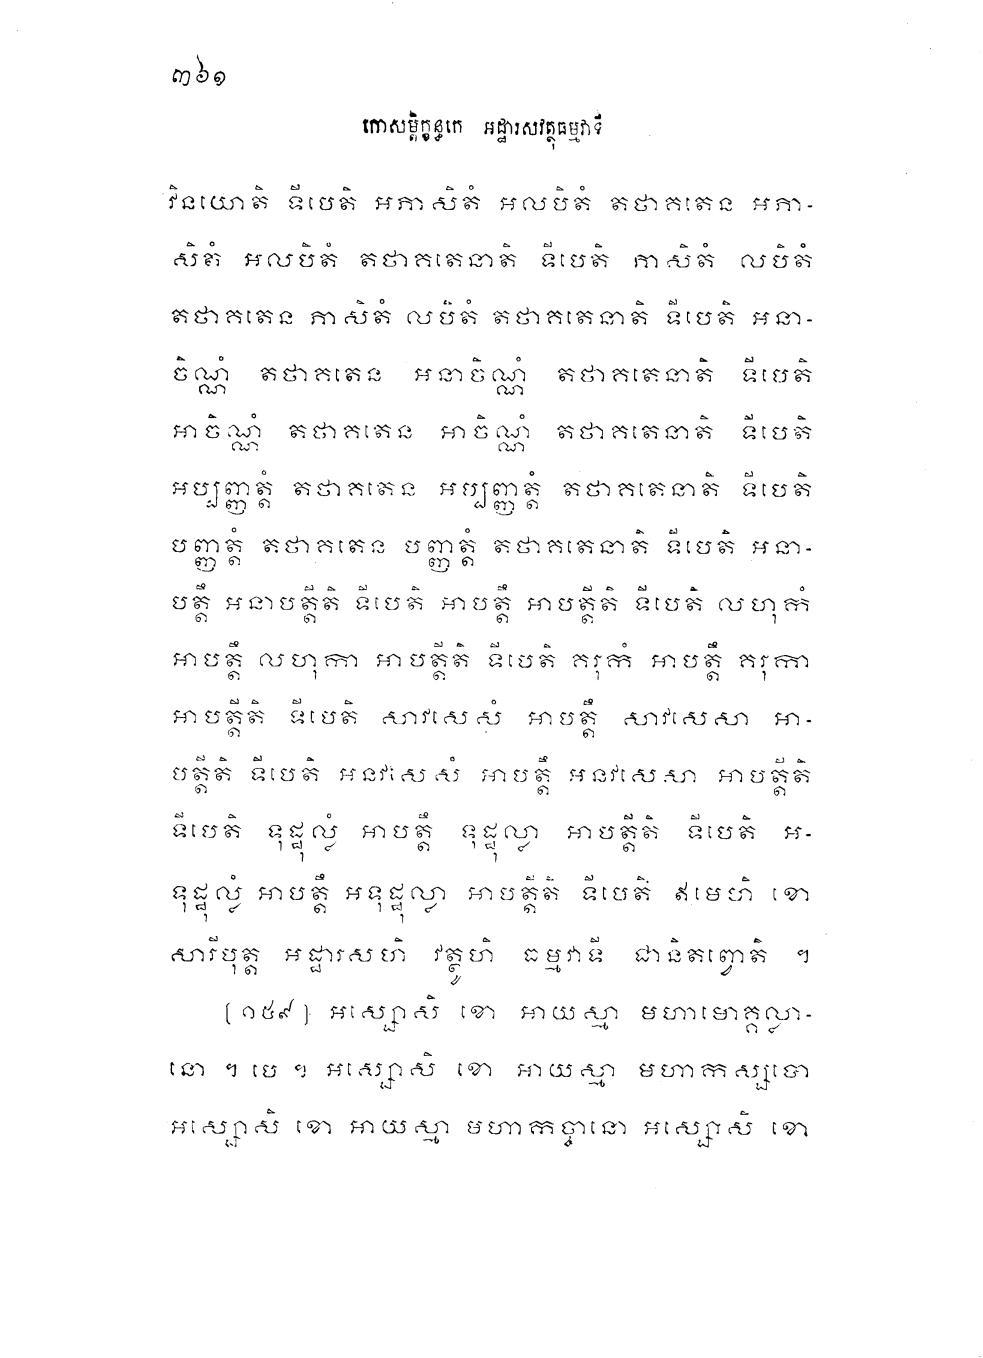 ៣៦១
កោសម្ពិក្ខន្ធកេ អដ្ឋារសវត្ថុធម្មវាទី
វិនយោតិ ទីបេតិ អភាសិតំ អលបិតំ តថាគតេន អភា-
សិតំ អលបិតំ តថាគតេនាតិ ទីបេតិ ភាសិតំ លបិតំ
តថាគតេន ភាសិតំ លបិតំ តថាគតេនាតិ ទីបេតិ អនា-
ចិណ្ណំ តថាគតេន អនាចិណ្ណំ តថាគតេនាតិ ទីបេតិ
អាចិណ្ណំ តថាគតេន អាចិណ្ណំ តថាគតេនាតិ ទីបេតិ
អប្បញ្ញត្តំ តថាគតេន អប្បញ្ញត្តំ តថាគតេនាតិ ទីបេតិ
បញ្ញត្តំ តថាគតេន បញ្ញត្តំ តថាគតេនាតិ ទីបេតិ អនា-
បត្តឹ អនាបត្តីតិ ទីបេតិ អាបត្តឹ អាបត្តីតិ ទីបេតិ លហុកំ
អាបត្តឹ លហុកា អាបត្តីតិ ទីបេតិ គរុកំ អាបត្តឹ គរុកា
អាបត្តីតិ ទីបេតិ សាវសេសំ អាបត្តឹ សាវសេសា អា-
បត្តីតិ ទីបេតិ អនវសេសំ អាបត្តឹ អនវសេសា អាបត្តីតិ
ទីបេតិ ទុដ្ឋុល្លំ អាបត្តឹ ទុដ្ឋុល្លា អាបត្តីតិ ទីបេតិ អ-
ទុដ្ឋុល្លំ អាបត្តឹ អទុដ្ឋុល្លា អាបត្តីតិ ទីបេតិ ឥមេហិ ខោ
សារីបុត្ត អដ្ឋារសហិ វត្ថូហិ ធម្មវាទី ជានិតព្វោតិ ។
[១៥៩] អស្សោសិ ខោ អាយស្មា មហាមោគ្គល្លា-
នោ ។ បេ ។ អស្សោសិ ខោ អាយស្មា មហាកស្សបោ
អស្សោសិ ខោ អាយស្មា មហាកច្ចានោ អស្សោសិ ខោ